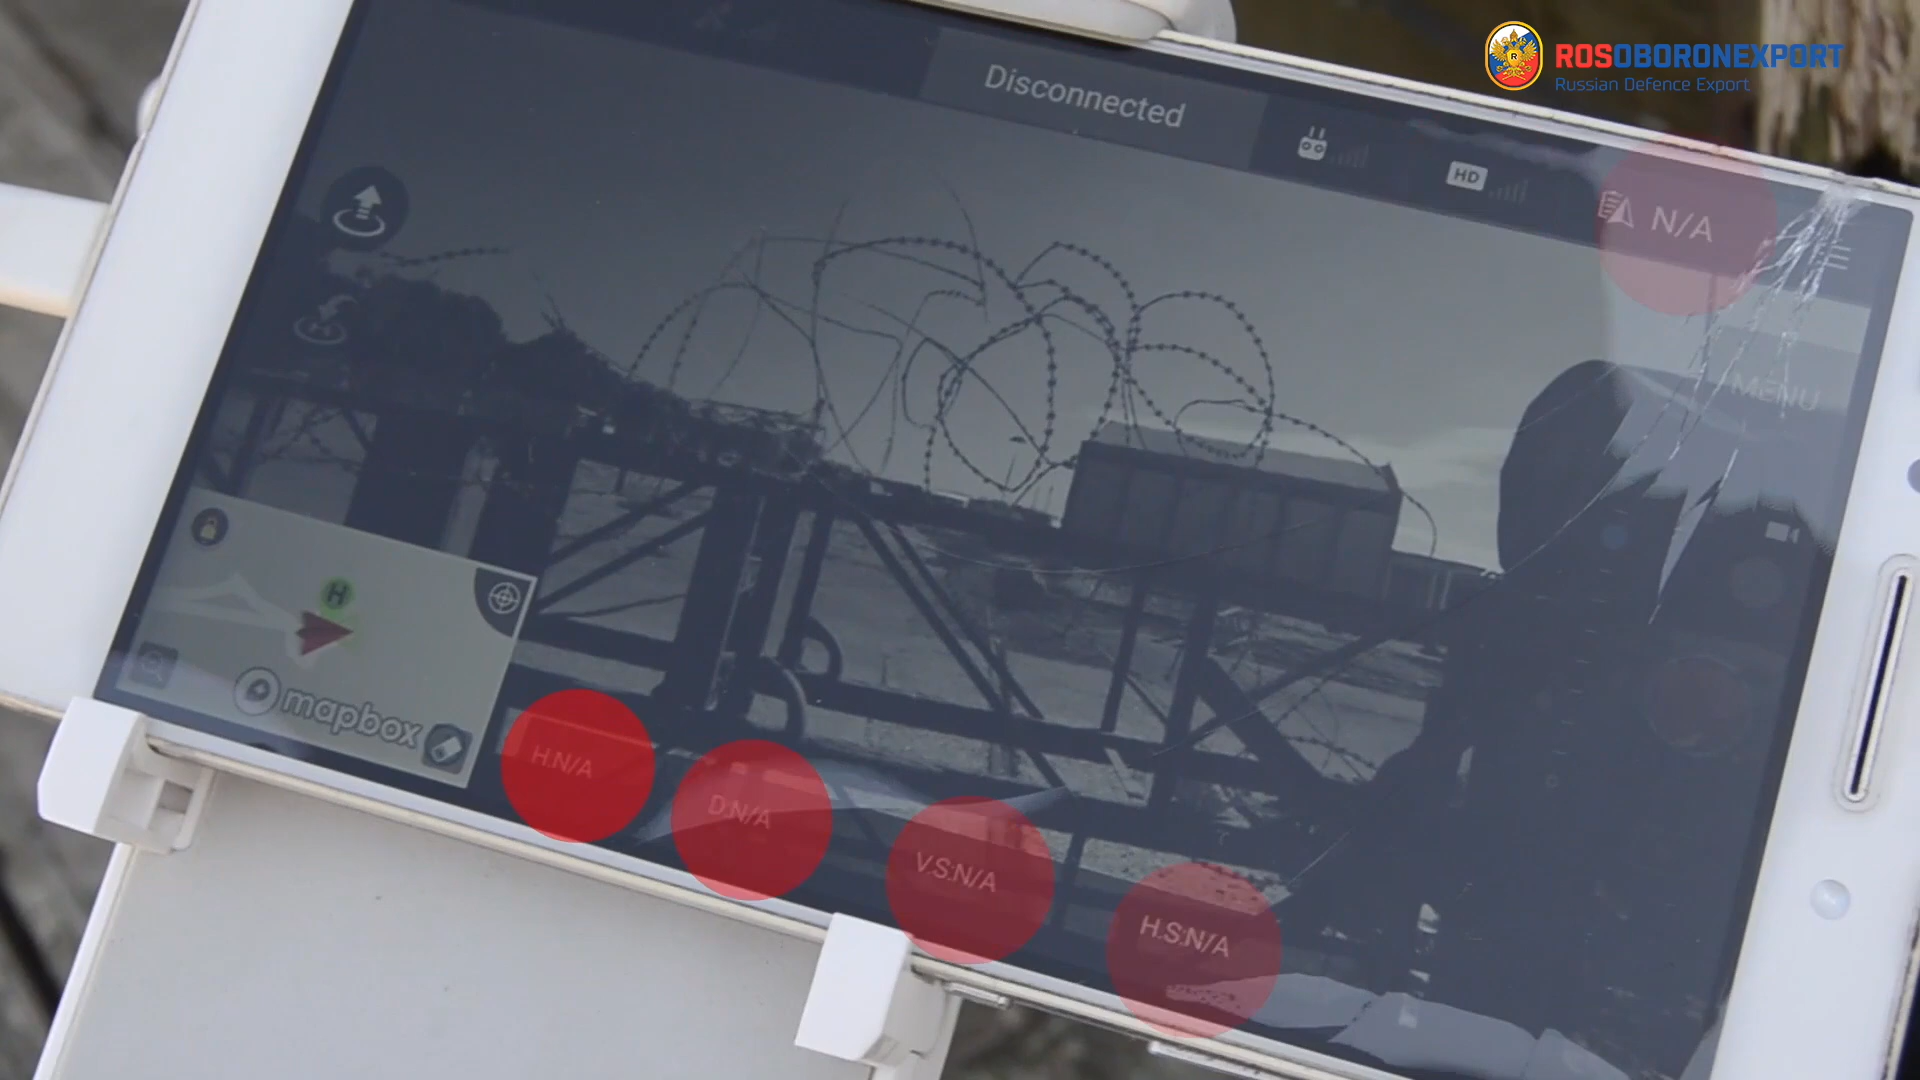 ROSOBORONEXPORT
Russian Defence Export
Disconnected
HD
N/A
MENU
H
mapbox
H:N/A
D:N/A
V.S:N/A
H.S:N/A